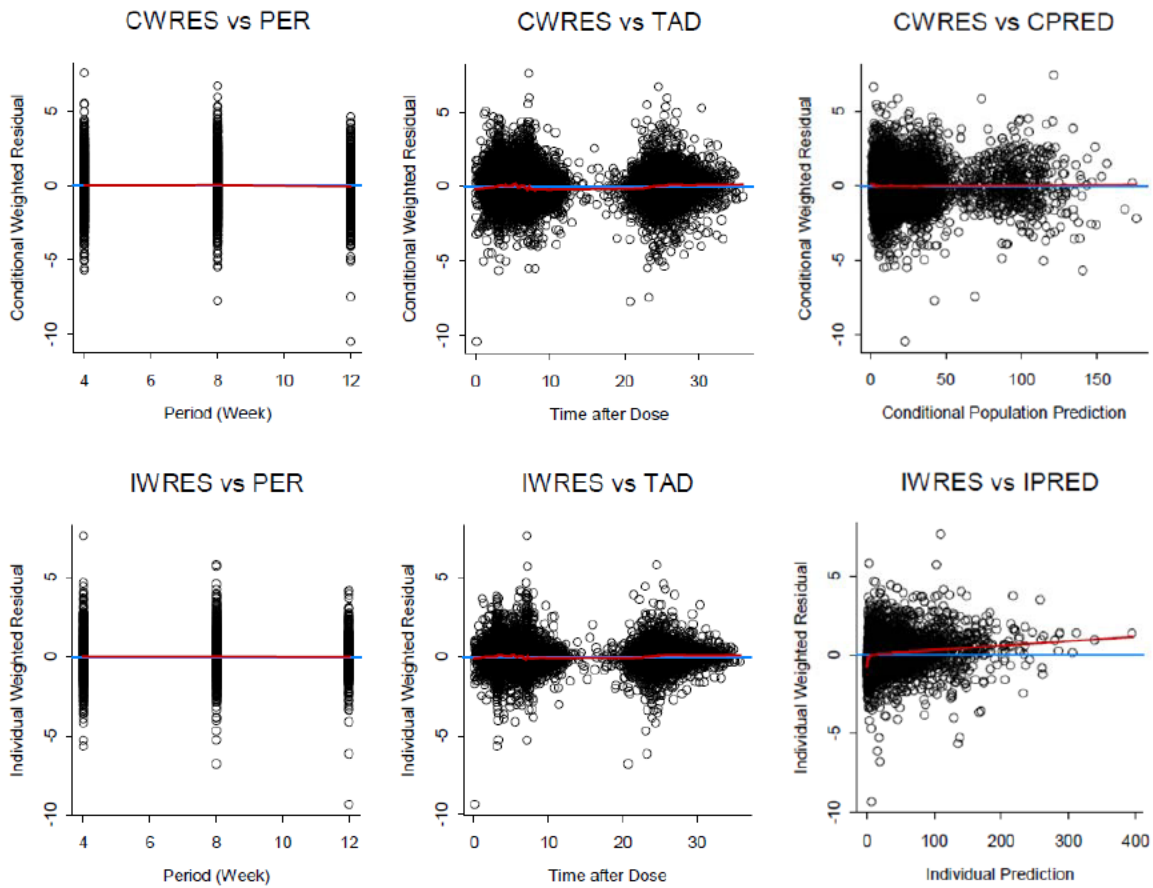 CWRES vs PER
CWRES vs TAD
CWRES vs CPRED
Conditional Weighted Residual
5
0
-5
-10
4
6
8
10
12
Period (Week)
Conditional Weighted Residual
5
0
-5
-10
0
10
20
30
Time after Dose
Conditional Weighted Residual
5
0
-5
-10
0
50
100
150
Conditional Population Prediction
IWRES vs PER
IWRES vs TAD
IWRES vs IPRED
Individual Weighted Residual
5
0
-5
-10
4
6
8
10
12
Period (Week)
Individual Weighted Residual
5
0
-5
-10
0
10
20
30
Time after Dose
Individual Weighted Residual
5
0
-5
-10
0
100
200
300
400
Individual Prediction